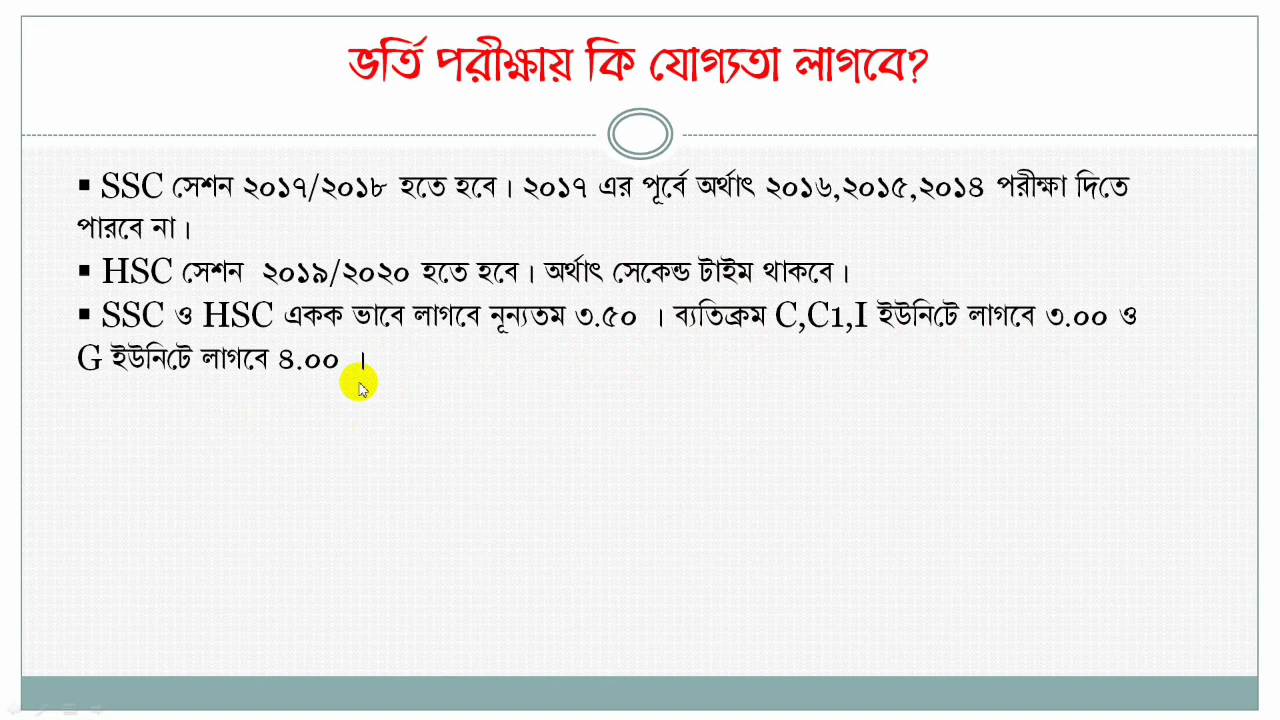 ভর্তি পরীক্ষায় কি যোগ্যতা লাগবে?
▪ SSC সেশন ২০১৭/২০১৮ হতে হবে। ২০১৭ এর পূর্বে অর্থাৎ ২০১৬,২০১৫,২০১৪ পরীক্ষা দিতে
পারবে না।
▪ HSC সেশন ২০১৯/২০২০ হতে হবে। অর্থাৎ সেকেন্ড টাইম থাকবে।
▪ SSC ও HSC একক ভাবে লাগবে নূন্যতম ৩.৫০ । ব্যতিক্রম C,C1,I ইউনিটে লাগবে ৩.০০ ও
G ইউনিটে লাগবে ৪.০০ ।